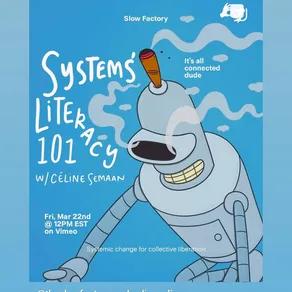 Slow Factory
SYSTEMS'
LITERACY
101
W/CÉLINE SEMAAN
It's all
connected
dude
Fri, Mar 22nd
@ 12PM EST
on Vimeo
Systemic change for collective liberation